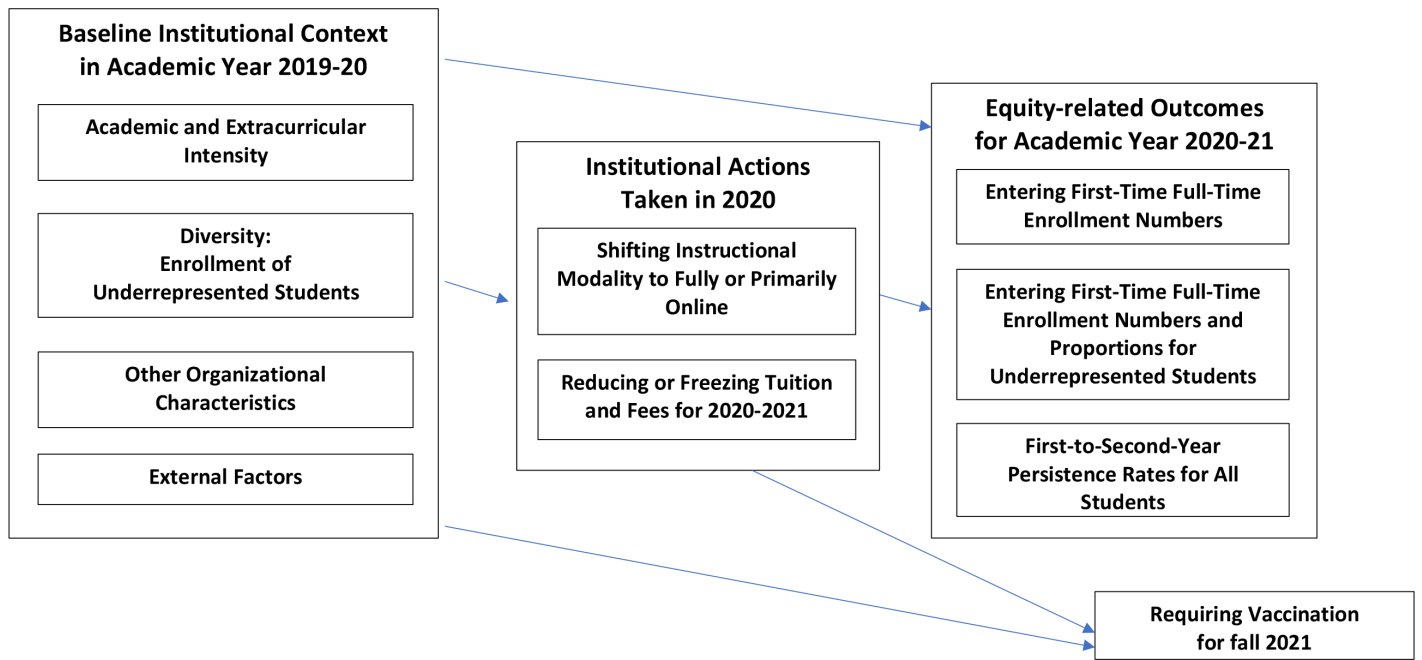 Baseline Institutional Context
in Academic Year 2019-20
Academic and Extracurricular
Intensity
Diversity:
Enrollment of
Underrepresented Students
Other Organizational
Characteristics
External Factors
Institutional Actions
Taken in 2020
Shifting Instructional
Modality to Fully or Primarily
Online
Reducing or Freezing Tuition
and Fees for 2020-2021
Equity-related Outcomes
for Academic Year 2020-21
Entering First-Time Full-Time
Enrollment Numbers
Entering First-Time Full-Time
Enrollment Numbers and
Proportions for
Underrepresented Students
First-to-Second-Year
Persistence Rates for All
Students
Requiring Vaccination
for fall 2021